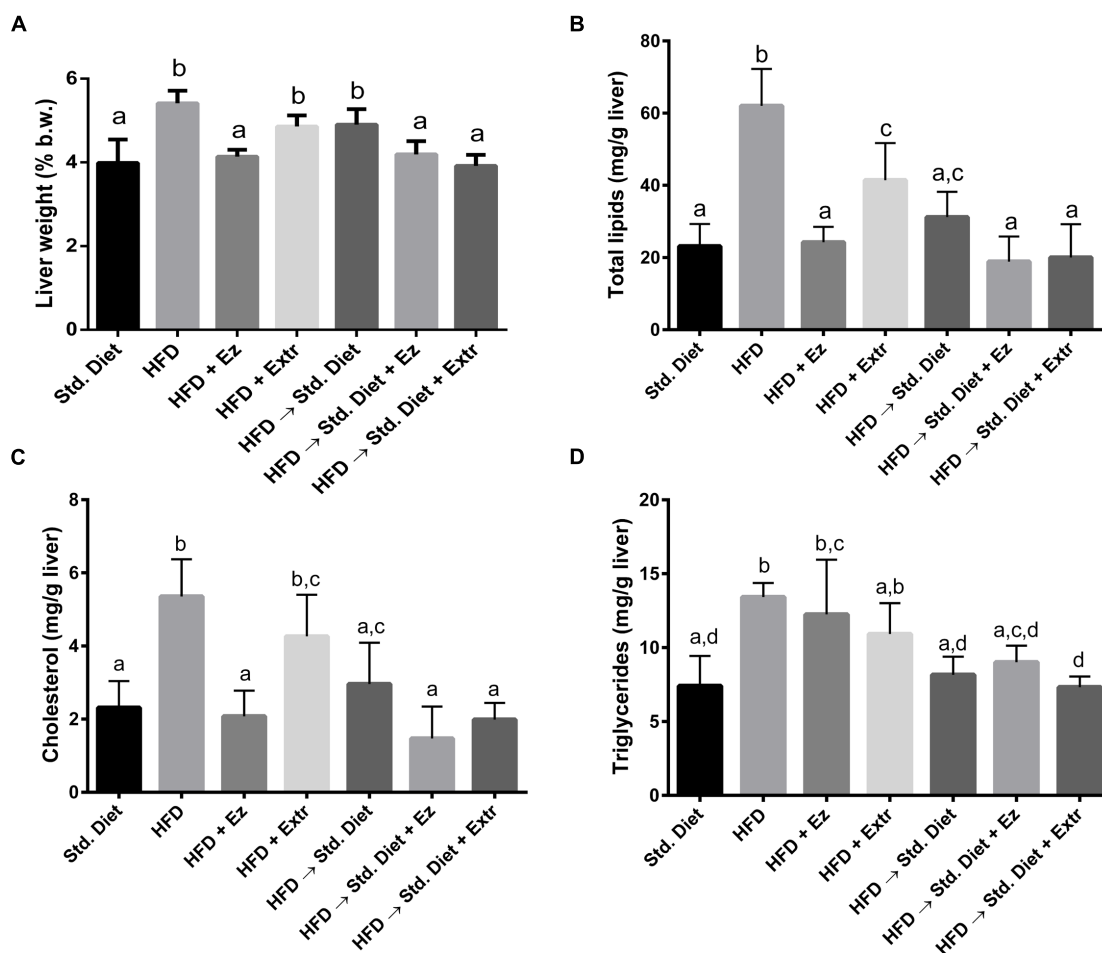 A
Liver weight (% b.w.)
6
4
2
0
a
b
a
b
b
a
a
Std. Diet
HFD
HFD + Ez
HFD + Extr
HFD → Std. Diet
HFD → Std. Diet + Ez
HFD → Std. Diet + Extr
B
Total lipids (mg/g liver)
80
60
40
20
0
a
b
a
c
a,c
a
a
Std. Diet
HFD
HFD + Ez
HFD + Extr
HFD → Std. Diet
HFD → Std. Diet + Ez
HFD → Std. Diet + Extr
C
Cholesterol (mg/g liver)
8
6
4
2
0
a
b
a
b,c
a,c
a
a
Std. Diet
HFD
HFD + Ez
HFD + Extr
HFD → Std. Diet
HFD → Std. Diet + Ez
HFD → Std. Diet + Extr
D
Triglycerides (mg/g liver)
20
15
10
5
0
a,d
b
b,c
a,b
a,d
a,c,d
d
Std. Diet
HFD
HFD + Ez
HFD + Extr
HFD → Std. Diet
HFD → Std. Diet + Ez
HFD → Std. Diet + Extr